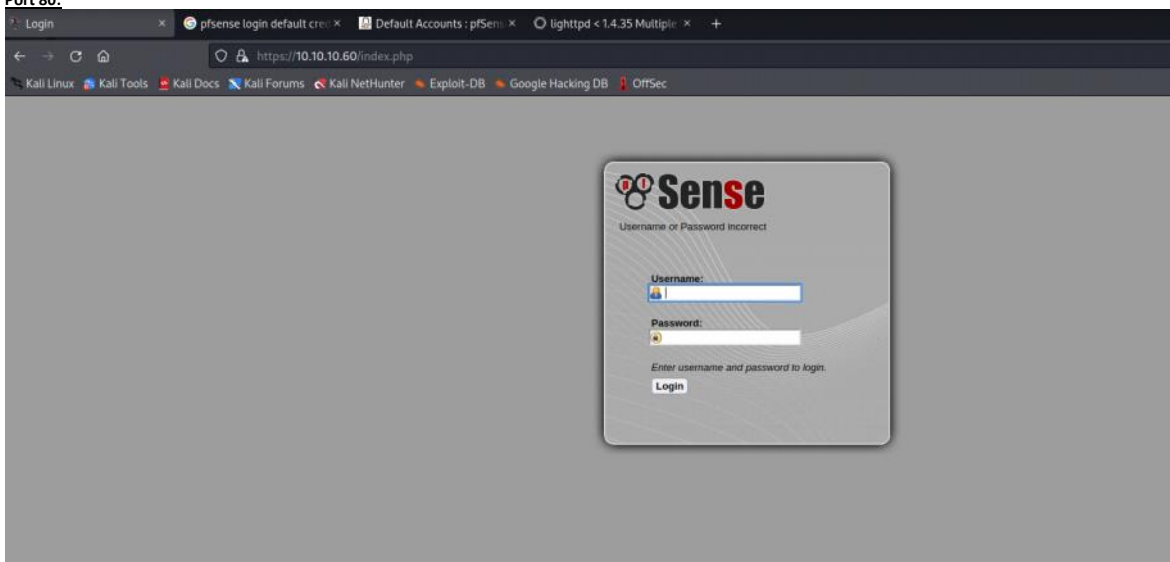 Port 80:
Login
pfsense login default cre
Default Accounts : pfSen
lighttpd < 1.4.35 Multiple
https://10.10.10.60/index.php
Kali Linux Kali Tools Kali Docs Kali Forums Kali NetHunter Exploit-DB Google Hacking DB OffSec
Sense
Username or Password incorrect
Username:
Password:
Enter username and password to login.
Login